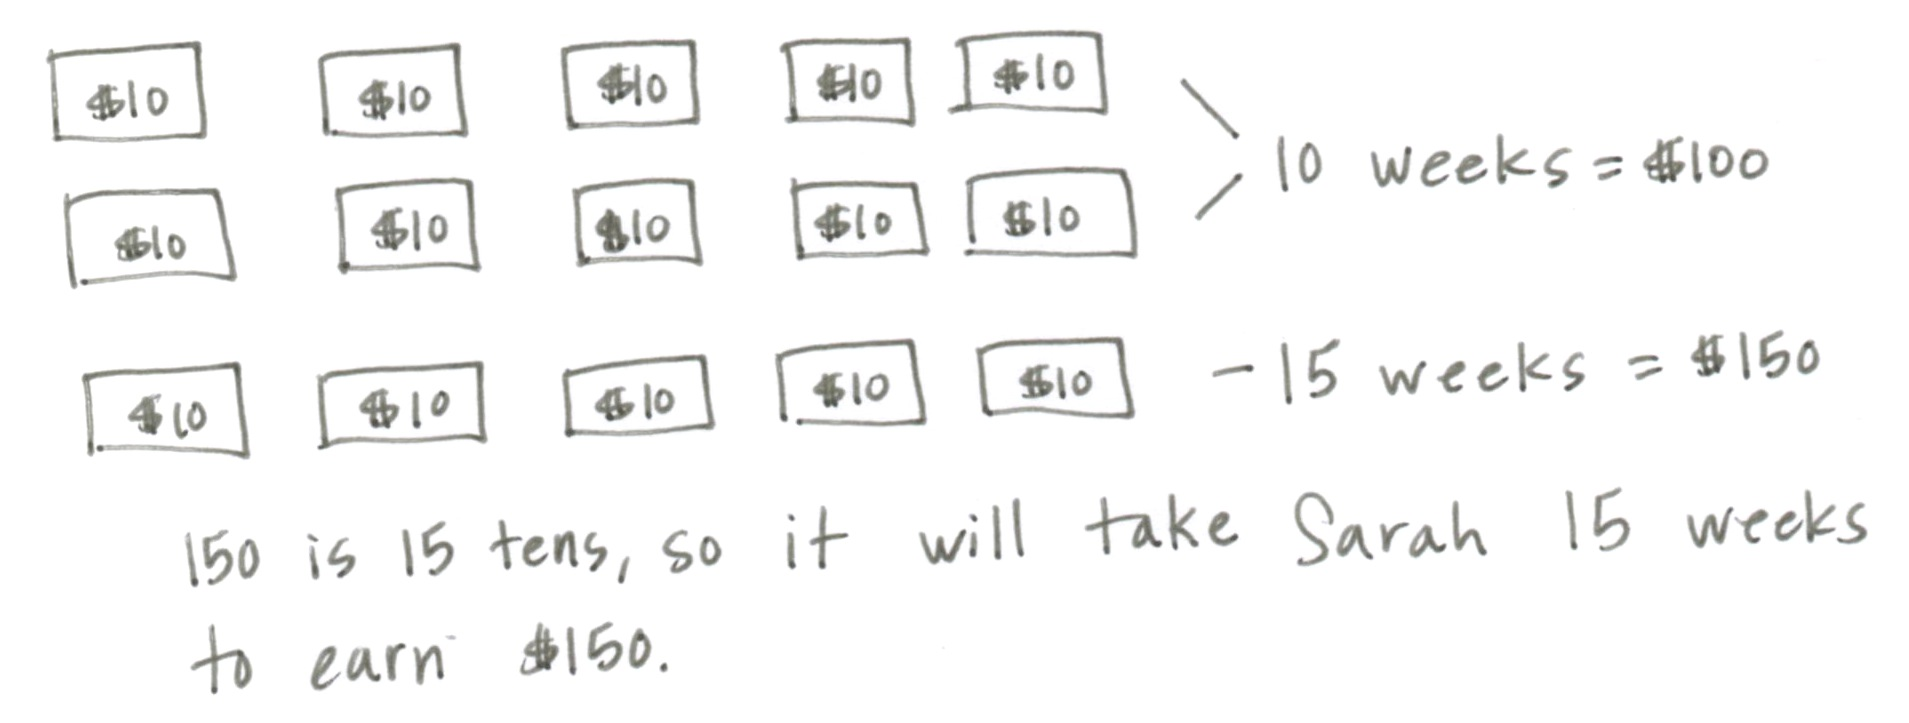 $10 $10 $10 $10 $10
10 weeks = $100
$10 $10 $10 $10 $10
$10 $10 $10 $10 $10 - 15 weeks = $150
150 is 15 tens, so it will take Sarah 15 weeks
to earn $150.